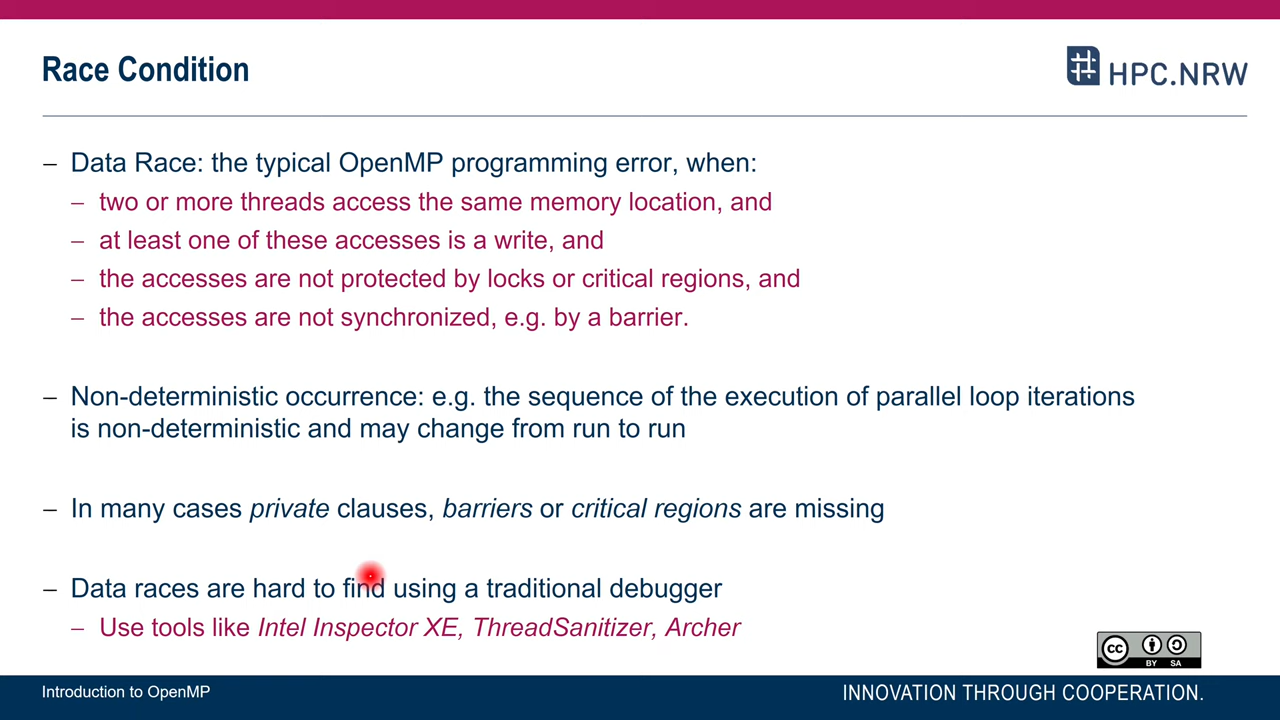 Race Condition
HPC.NRW
– Data Race: the typical OpenMP programming error, when:
– two or more threads access the same memory location, and
– at least one of these accesses is a write, and
– the accesses are not protected by locks or critical regions, and
– the accesses are not synchronized, e.g. by a barrier.
– Non-deterministic occurrence: e.g. the sequence of the execution of parallel loop iterations
is non-deterministic and may change from run to run
– In many cases private clauses, barriers or critical regions are missing
– Data races are hard to find using a traditional debugger
– Use tools like Intel Inspector XE, ThreadSanitizer, Archer
cc
BY SA
Introduction to OpenMP
INNOVATION THROUGH COOPERATION.